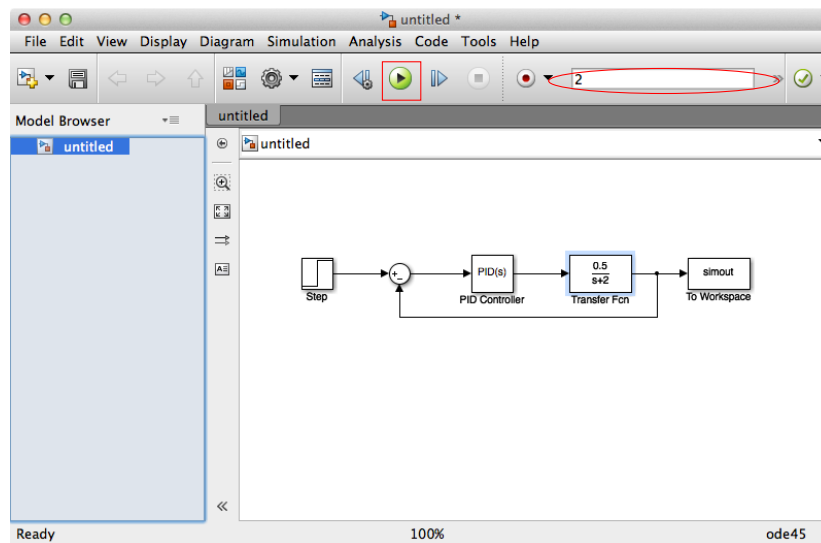 untitled *
File Edit View Display Diagram Simulation Analysis Code Tools Help
2
Model Browser
untitled
untitled
untitled
Step
+
-
PID(s)
PID Controller
0.5
s+2
Transfer Fcn
simout
To Workspace
Ready
100%
ode45